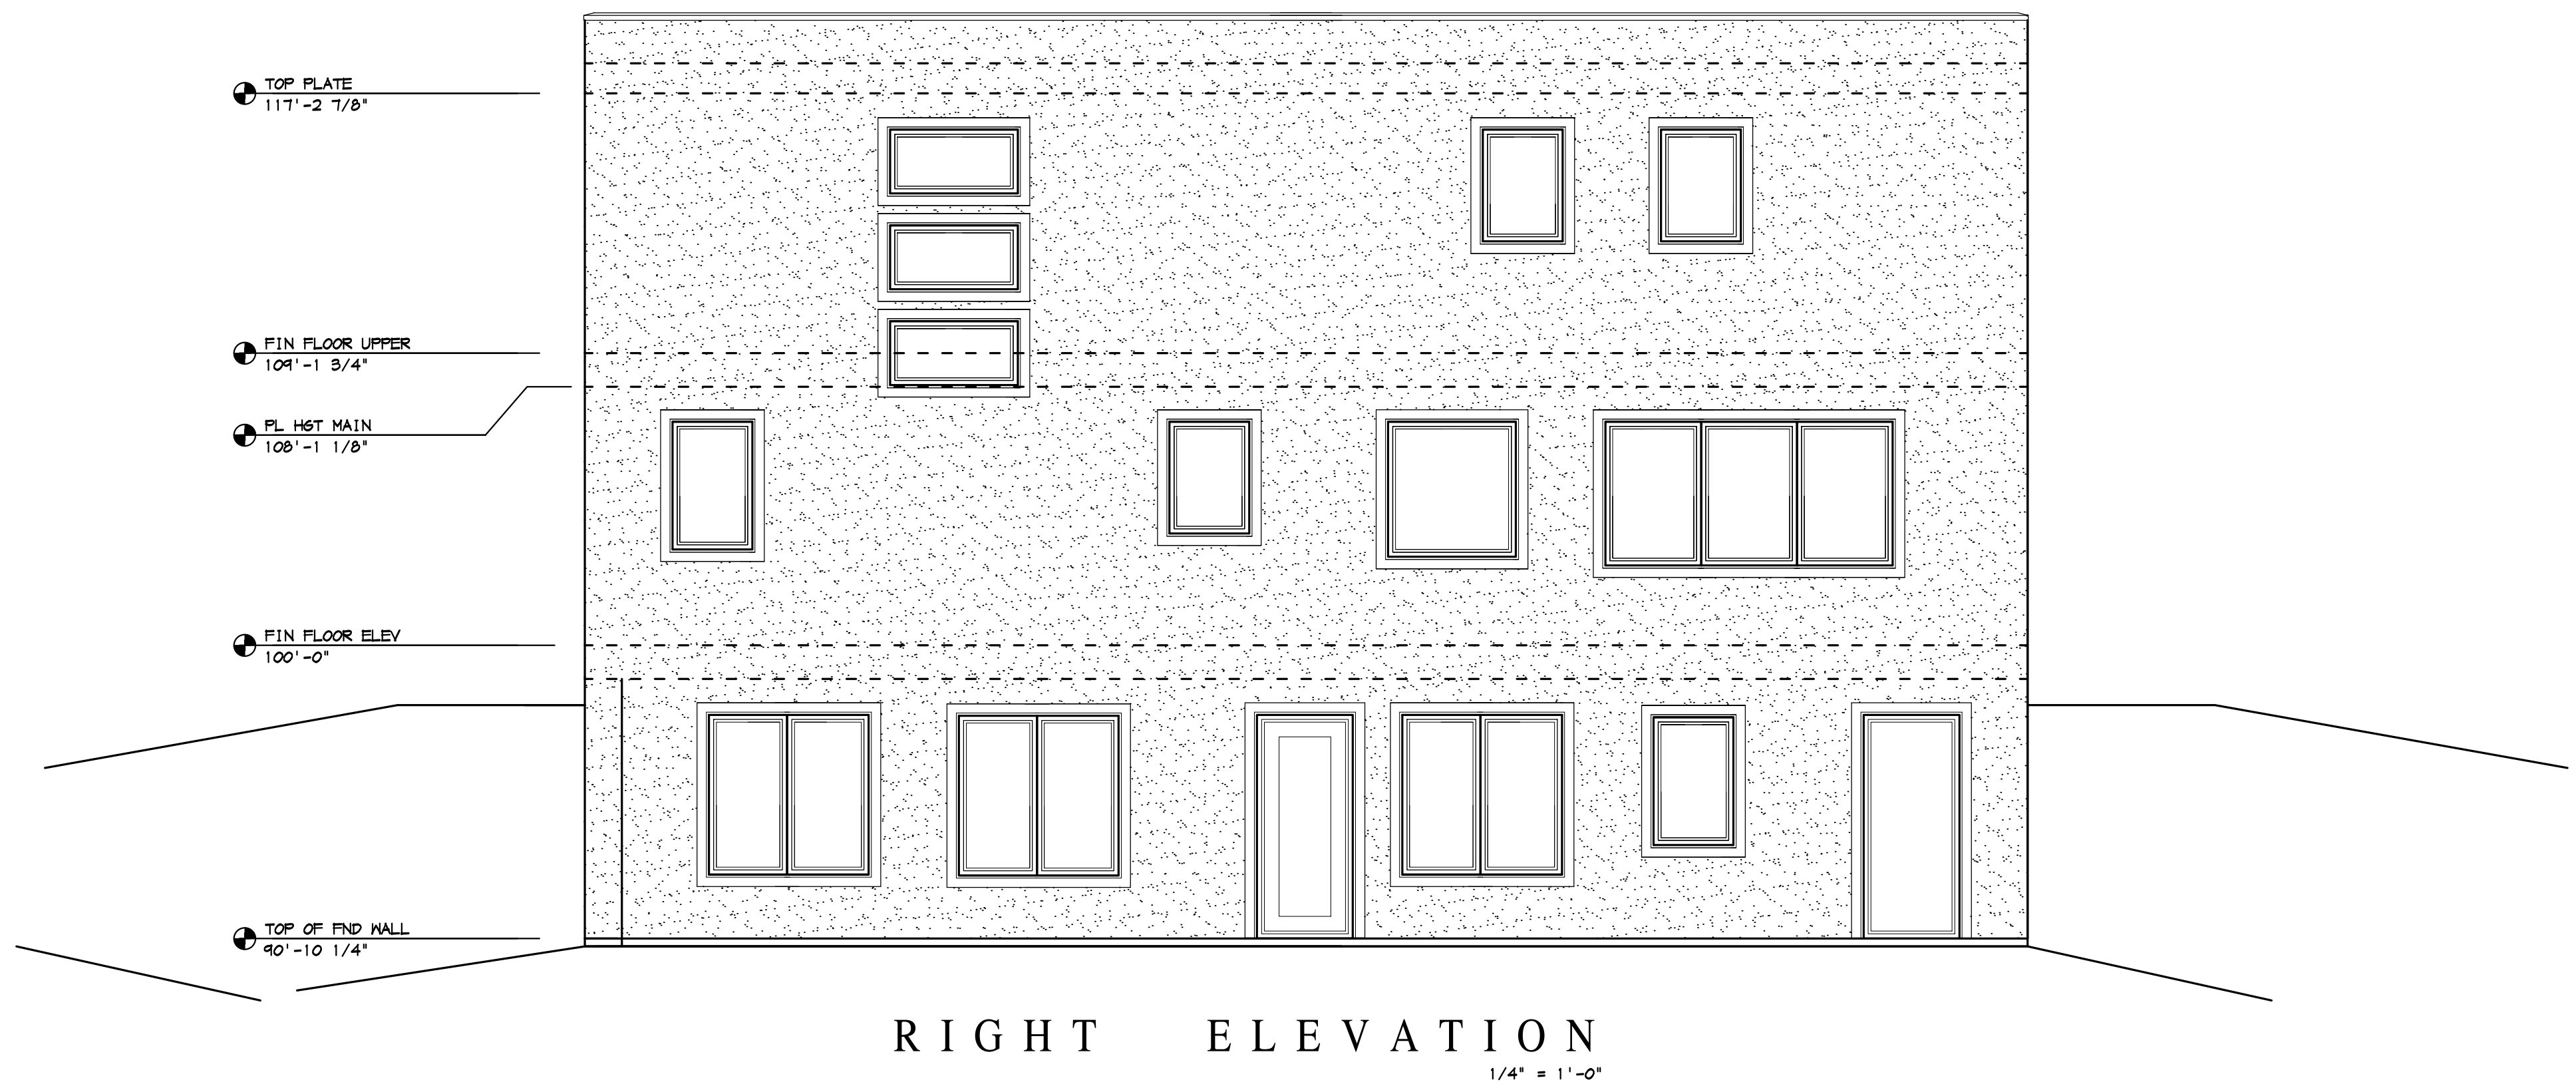 TOP PLATE
117'-2 7/8"
FIN FLOOR UPPER
109'-1 3/4"
PL HGT MAIN
108'-1 1/8"
FIN FLOOR ELEV
100'-0"
TOP OF FND WALL
90'-10 1/4"
RIGHT ELEVATION
1/4" = 1'-0"